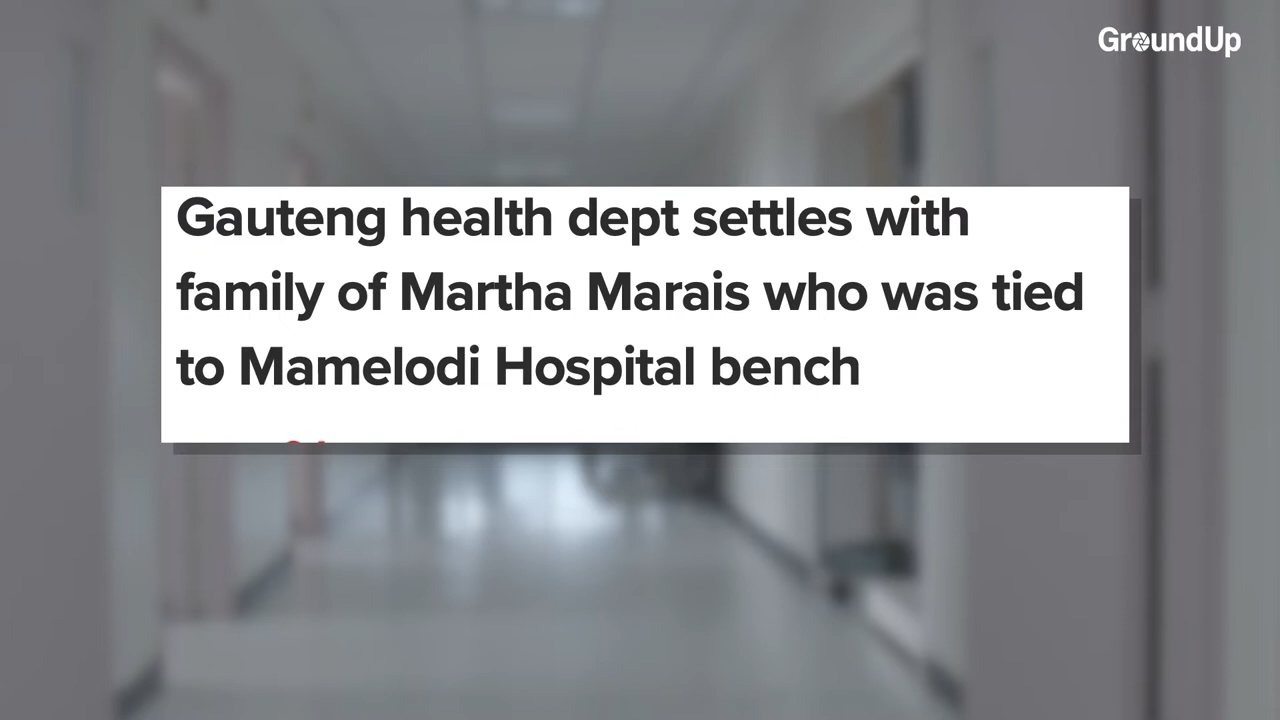 GroundUp
Gauteng health dept settles with
family of Martha Marais who was tied
to Mamelodi Hospital bench